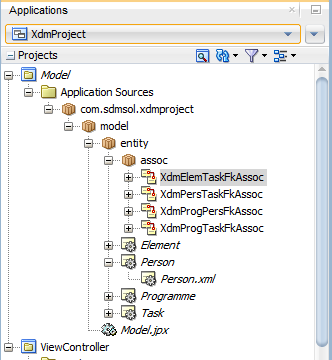 Applications
XdmProject
Projects
Model
Application Sources
com.sdmsol.xdmproject
model
entity
assoc
XdmElemTaskFkAssoc
XdmPersTaskFkAssoc
XdmProgPersFkAssoc
XdmProgTaskFkAssoc
Element
Person
Person.xml
Programme
Task
Model.jpx
ViewController